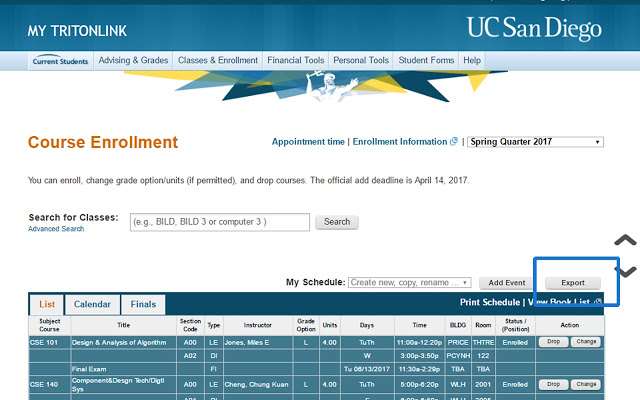 MY TRITONLINK
UC San Diego
Current Students Advising & Grades Classes & Enrollment Financial Tools Personal Tools Student Forms Help
Course Enrollment
Appointment time | Enrollment Information | Spring Quarter 2017
You can enroll, change grade option/units (if permitted), and drop courses. The official add deadline is April 14, 2017.
Search for Classes: (e.g., BILD, BILD 3 or computer 3 ) Search
Advanced Search
My Schedule: Create new, copy, rename ... Add Event Export
List Calendar Finals Print Schedule | View Book List
Subject Course Title Section Code Type Instructor Grade Option Units Days Time BLDG Room Status / (Position) Action
CSE 101 Design & Analysis of Algorithm A00 LE Jones, Miles E L 4.00 TuTh 11:00a-12:20p PRICE THTRE Enrolled Drop Change
A02 DI W 3:00p-3:50p PCYNH 122
Final Exam FI Tu 06/13/2017 11:30a-2:29p TBA TBA
CSE 140 Component&Desgn Tech/Digtl Sys A00 LE Cheng, Chung Kuan L 4.00 TuTh 5:00p-6:20p WLH 2001 Enrolled Drop Change